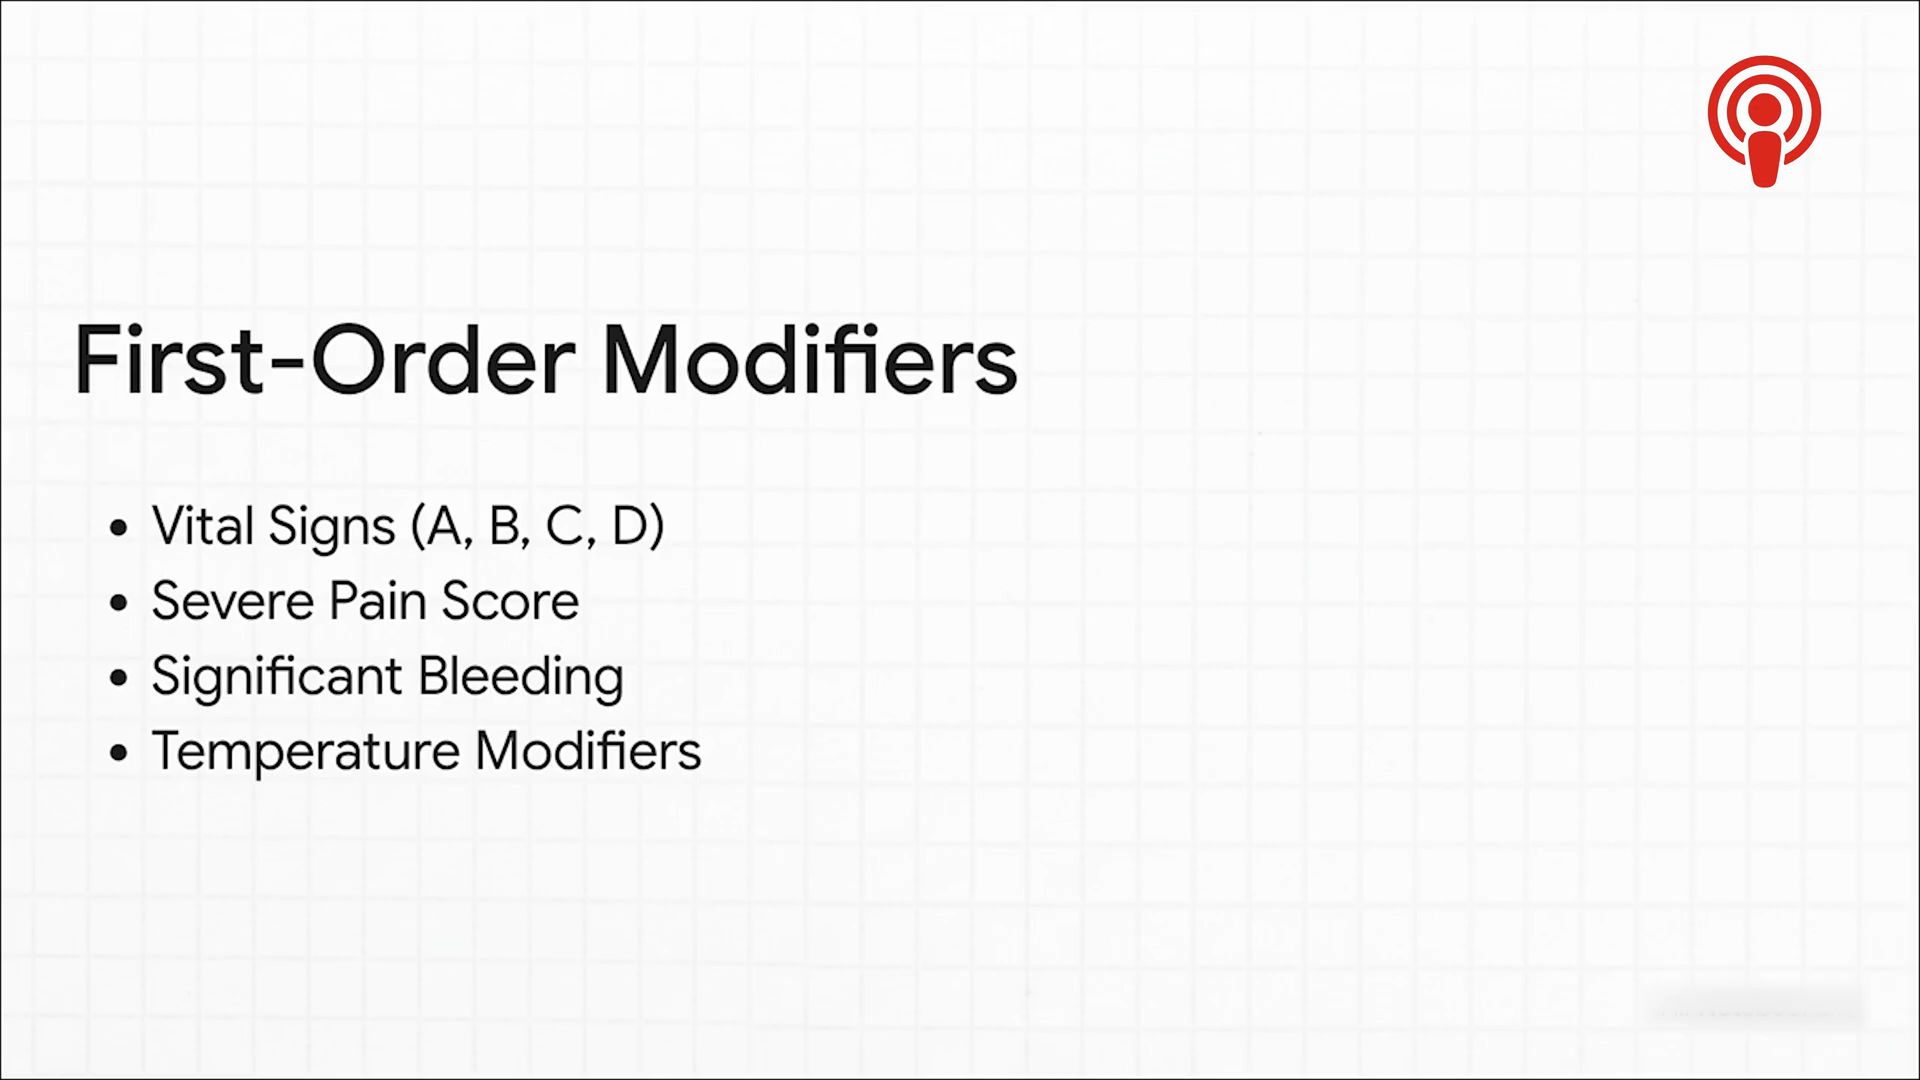 First-Order Modifiers
• Vital Signs (A, B, C, D)
• Severe Pain Score
• Significant Bleeding
• Temperature Modifiers